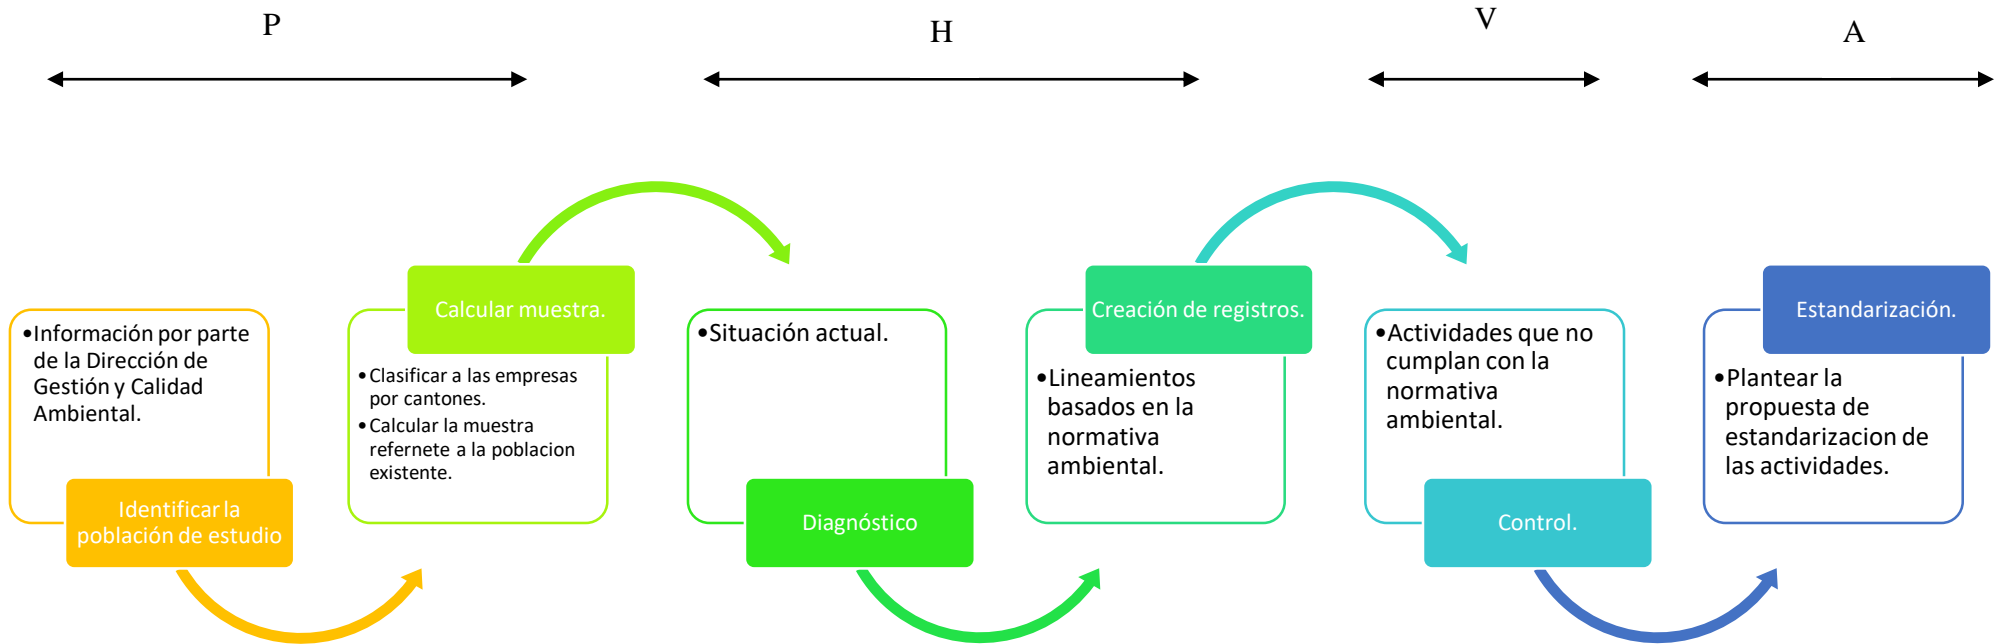 P
H
V
A
•Información por parte
de la Dirección de
Gestión y Calidad
Ambiental.
Identificar la
población de estudio
Calcular muestra.
•Clasificar a las empresas
por cantones.
•Calcular la muestra
refernete a la poblacion
existente.
•Situación actual.
Diagnóstico
Creación de registros.
•Lineamientos
basados en la
normativa
ambiental.
•Actividades que no
cumplan con la
normativa
ambiental.
Control.
Estandarización.
•Plantear la
propuesta de
estandarizacion de
las actividades.